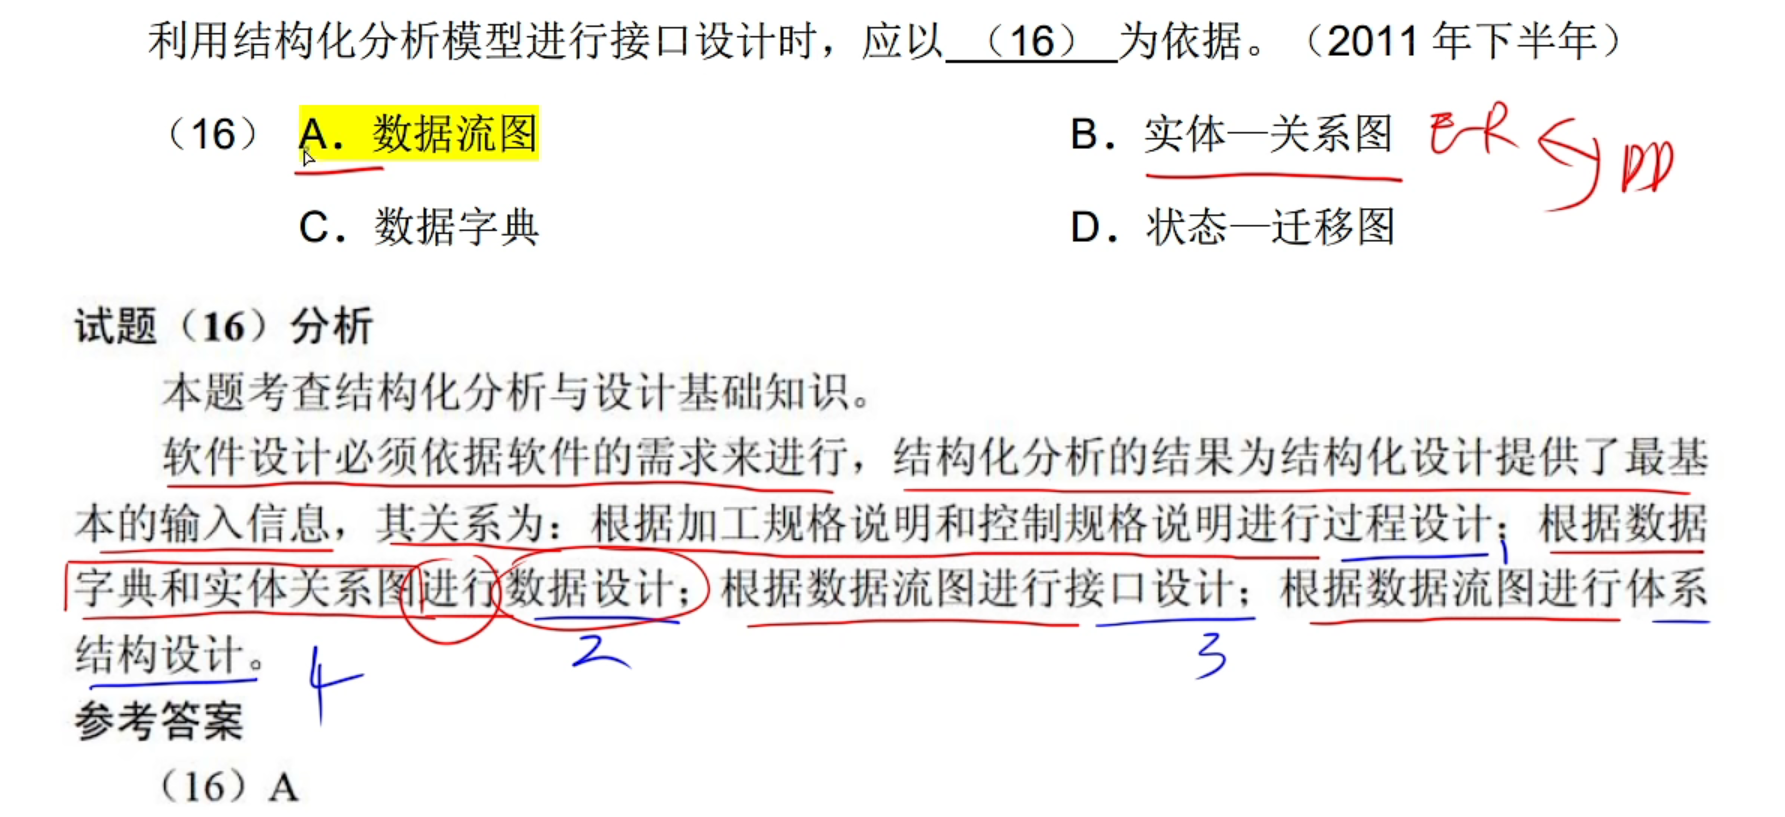 利用结构化分析模型进行接口设计时，应以 （16） 为依据。（2011 年下半年）
（16） A．数据流图 B．实体—关系图 E-R DD
C．数据字典 D．状态—迁移图
试题（16）分析
本题考查结构化分析与设计基础知识。
软件设计必须依据软件的需求来进行，结构化分析的结果为结构化设计提供了最基
本的输入信息，其关系为：根据加工规格说明和控制规格说明进行过程设计；根据数据
1
字典和实体关系图进行数据设计；根据数据流图进行接口设计；根据数据流图进行体系
2 3
结构设计。 4
参考答案
（16）A